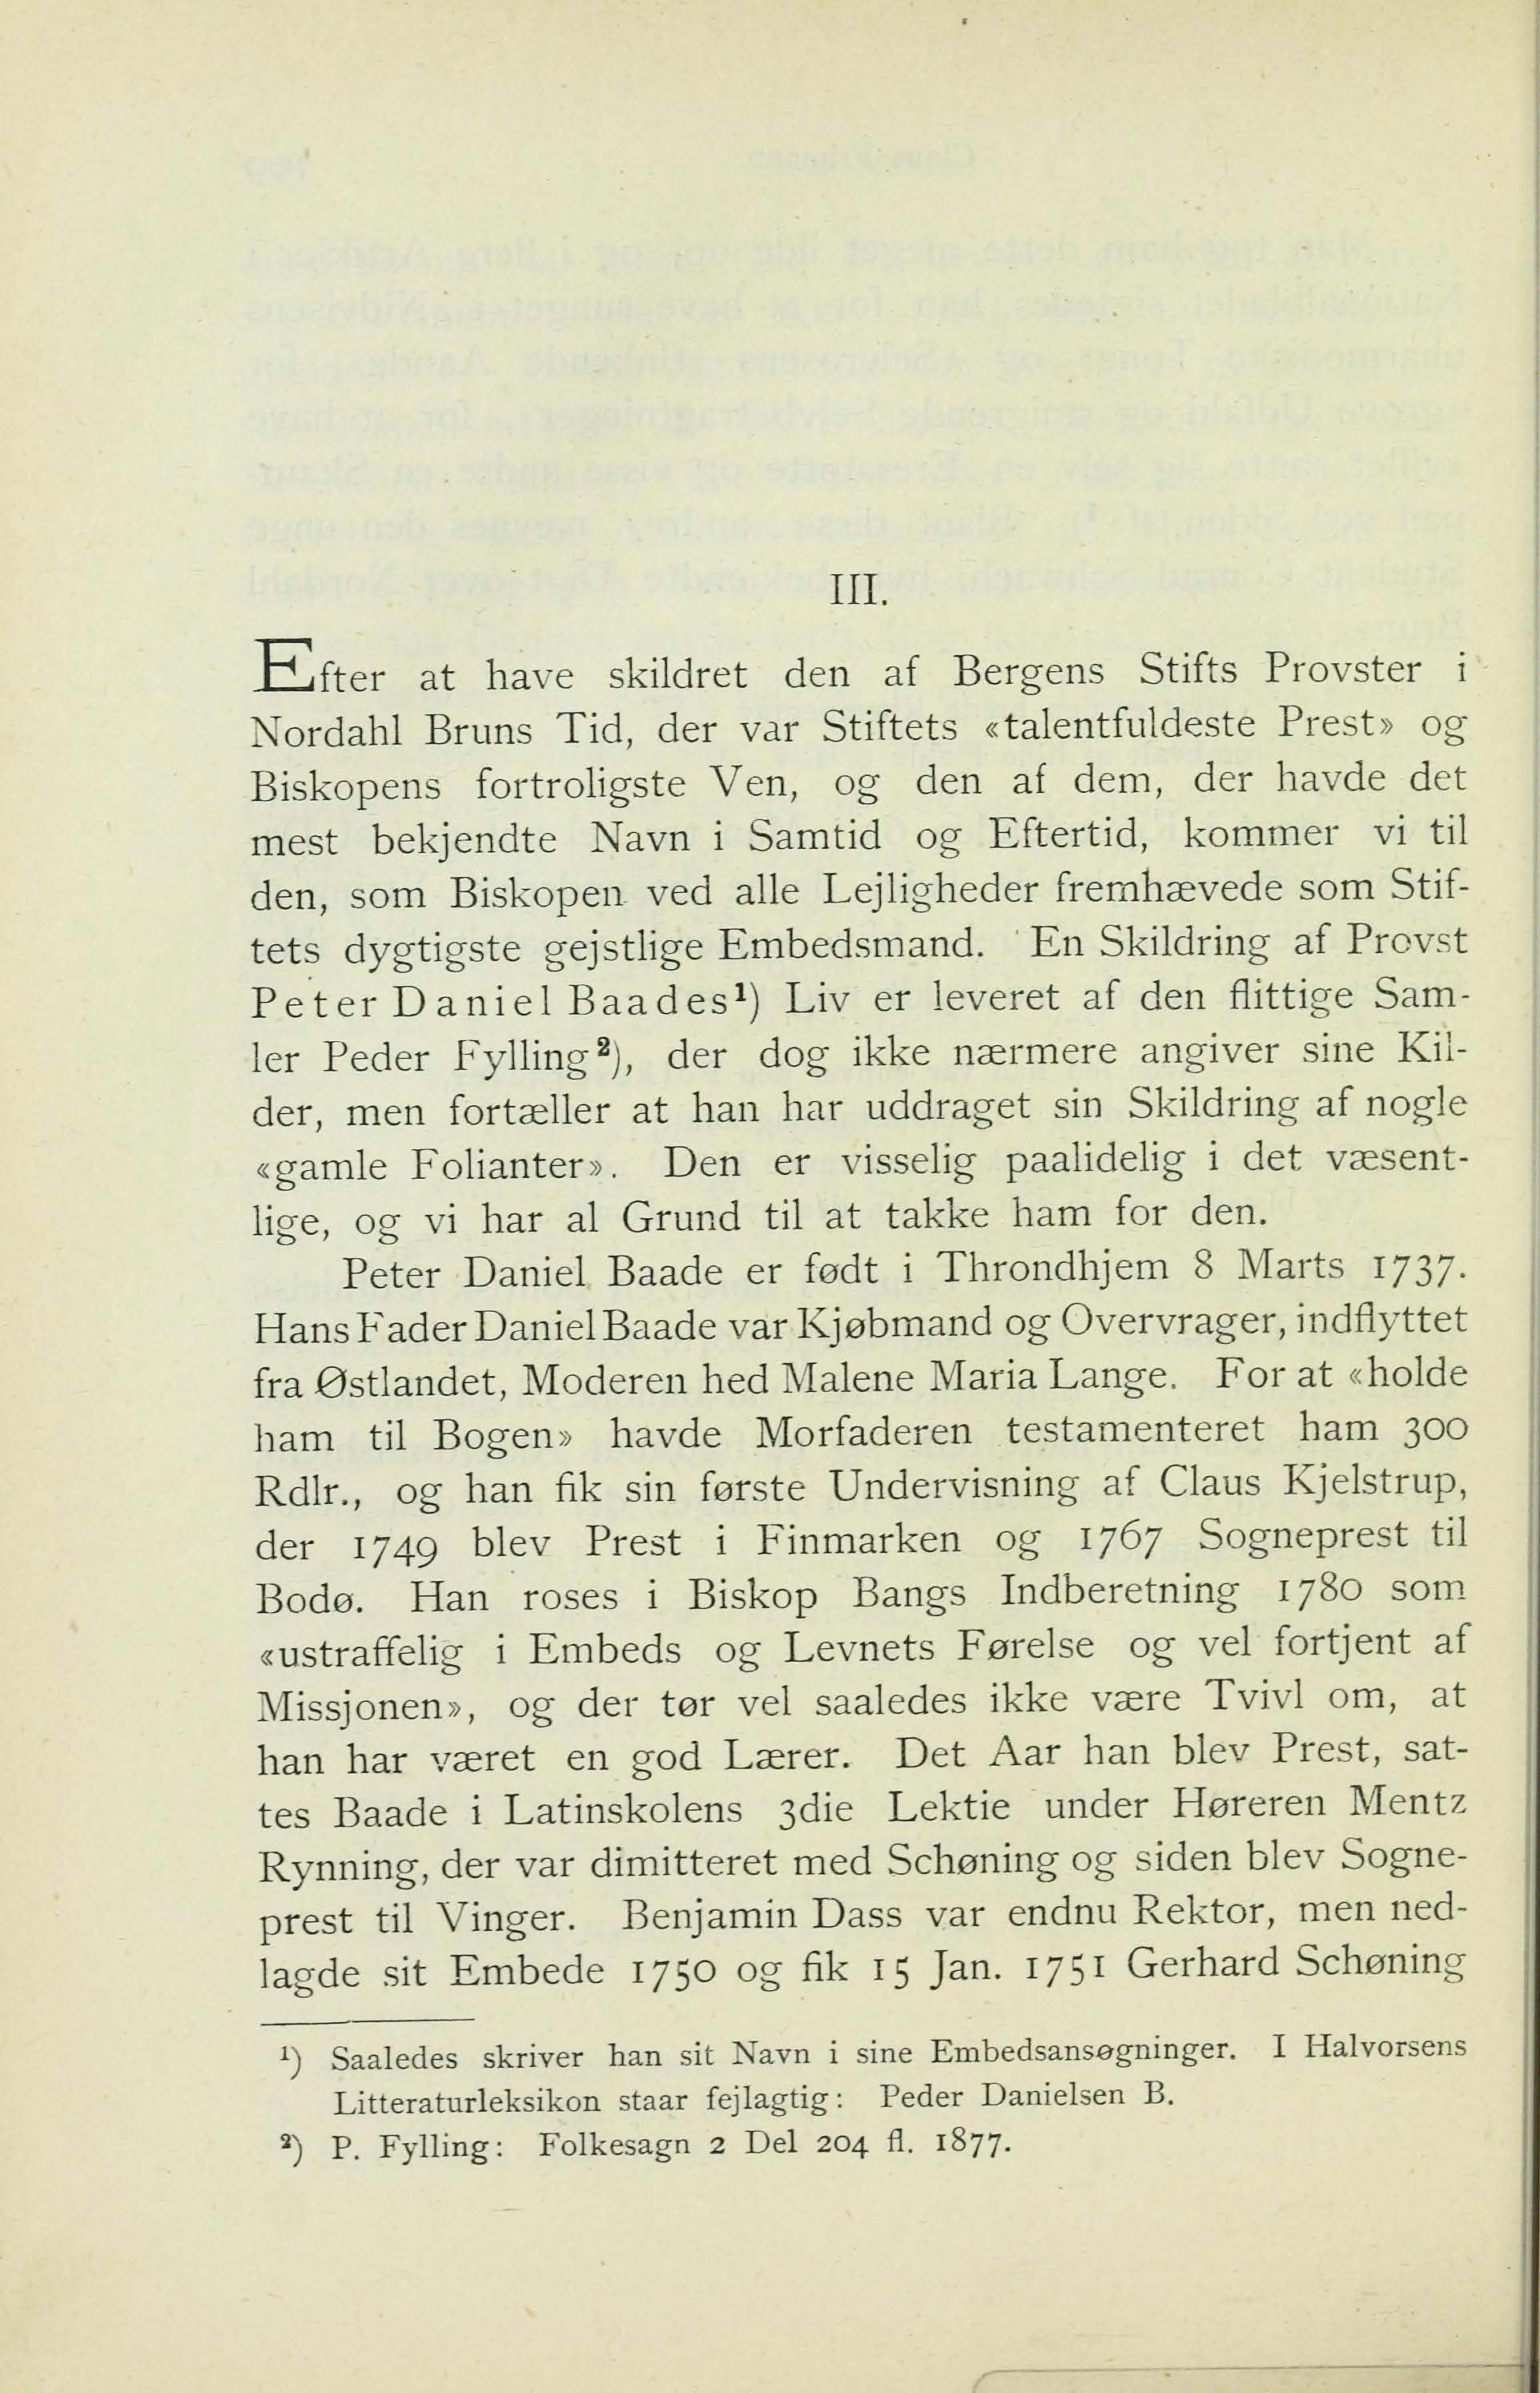 III.
Efter at have skildret den af Bergens Stifts Provster i
Nordahl Bruns Tid, der var Stiftets «talentfuldeste Prest» og
Biskopens fortroligste Ven, og den af dem, der havde det
mest bekjendte Navn i Samtid og Eftertid, kommer vi til
den, som Biskopen ved alle Lejligheder fremhævede som Stif-
tets dygtigste gejstlige Embedsmand. En Skildring af Provst
Peter Daniel Baades¹) Liv er leveret af den flittige Sam-
ler Peder Fylling²), der dog ikke nærmere angiver sine Kil-
der, men fortæller at han har uddraget sin Skildring af nogle
«gamle Folianter». Den er visselig paalidelig i det væsent-
lige, og vi har al Grund til at takke ham for den.
Peter Daniel Baade er født i Throndhjem 8 Marts 1737.
Hans Fader Daniel Baade var Kjøbmand og Overvrager, indflyttet
fra Østlandet, Moderen hed Malene Maria Lange. For at «holde
ham til Bogen» havde Morfaderen testamenteret ham 300
Rdlr., og han fik sin første Undervisning af Claus Kjelstrup,
der 1749 blev Prest i Finmarken og 1767 Sogneprest til
Bodø. Han roses i Biskop Bangs Indberetning 1780 som
«ustraffelig i Embeds og Levnets Førelse og vel fortjent af
Missjonen», og der tør vel saaledes ikke være Tvivl om, at
han har været en god Lærer. Det Aar han blev Prest, sat-
tes Baade i Latinskolens 3die Lektie under Høreren Mentz
Rynning, der var dimitteret med Schøning og siden blev Sogne-
prest til Vinger. Benjamin Dass var endnu Rektor, men ned-
lagde sit Embede 1750 og fik 15 Jan. 1751 Gerhard Schøning
¹) Saaledes skriver han sit Navn i sine Embedsansøgninger. I Halvorsens
Litteraturleksikon staar fejlagtig: Peder Danielsen B.
²) P. Fylling: Folkesagn 2 Del 204 fl. 1877.